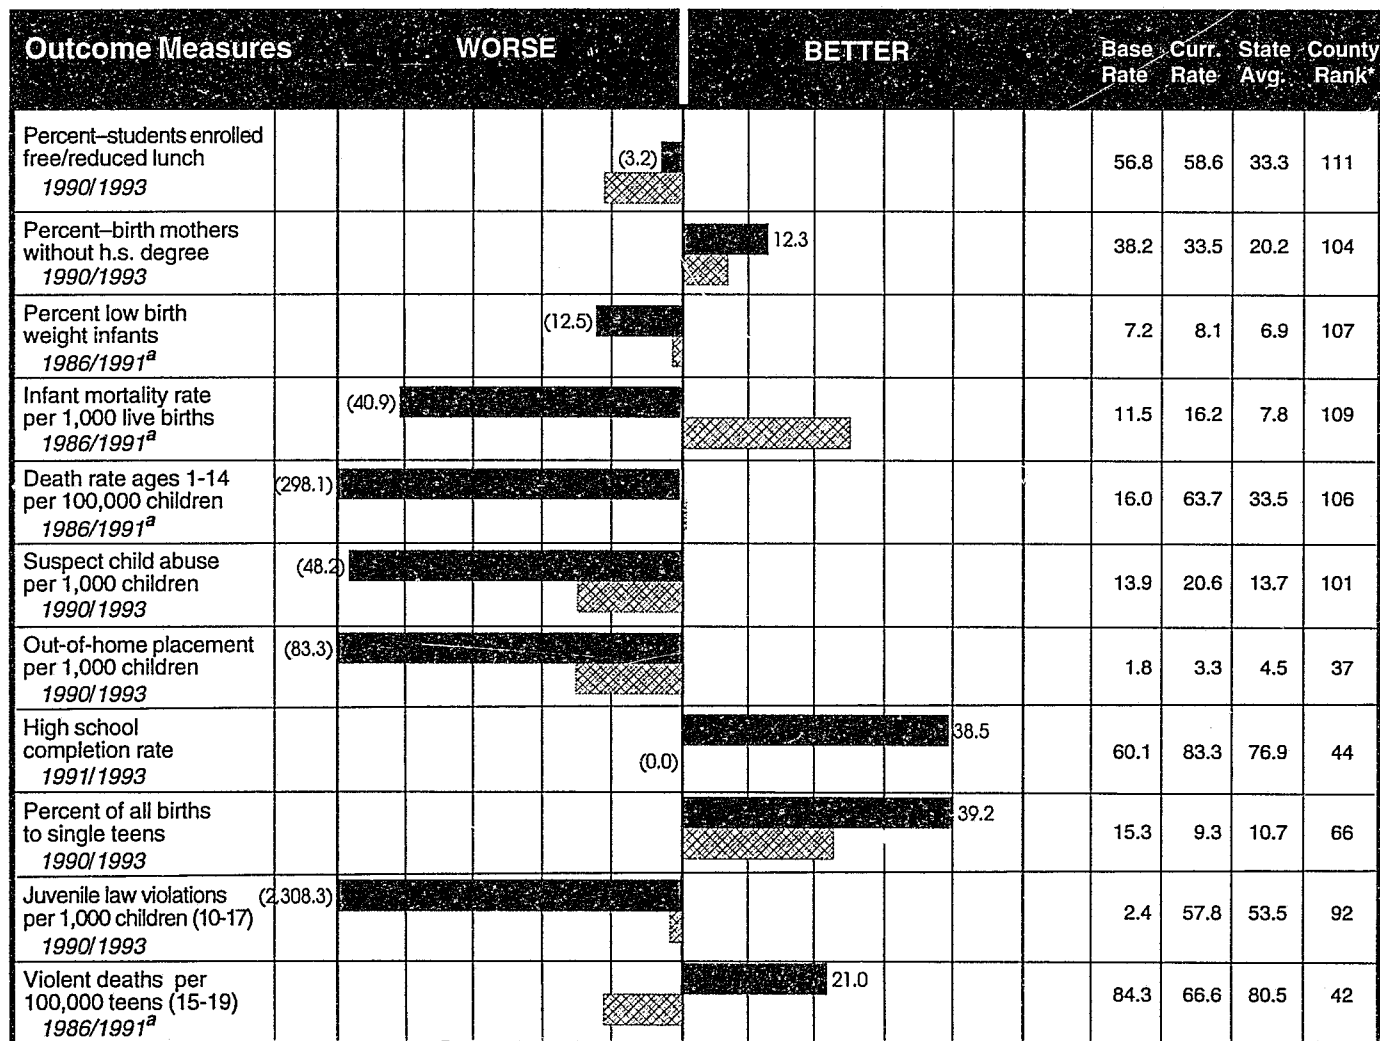 Outcome Measures WORSE BETTER Base Rate Curr. Rate State Avg. County Rank*
Percent–students enrolled
free/reduced lunch
1990/1993
(3.2) 56.8 58.6 33.3 111
Percent–birth mothers
without h.s. degree
1990/1993
12.3 38.2 33.5 20.2 104
Percent low birth
weight infants
1986/1991a
(12.5) 7.2 8.1 6.9 107
Infant mortality rate
per 1,000 live births
1986/1991a
(40.9) 11.5 16.2 7.8 109
Death rate ages 1-14
per 100,000 children
1986/1991a
(298.1) 16.0 63.7 33.5 106
Suspect child abuse
per 1,000 children
1990/1993
(48.2) 13.9 20.6 13.7 101
Out-of-home placement
per 1,000 children
1990/1993
(83.3) 1.8 3.3 4.5 37
High school
completion rate
1991/1993
38.5
(0.0) 60.1 83.3 76.9 44
Percent of all births
to single teens
1990/1993
39.2 15.3 9.3 10.7 66
Juvenile law violations
per 1,000 children (10-17)
1990/1993
(2,308.3) 2.4 57.8 53.5 92
Violent deaths per
100,000 teens (15-19)
1986/1991a
21.0 84.3 66.6 80.5 42